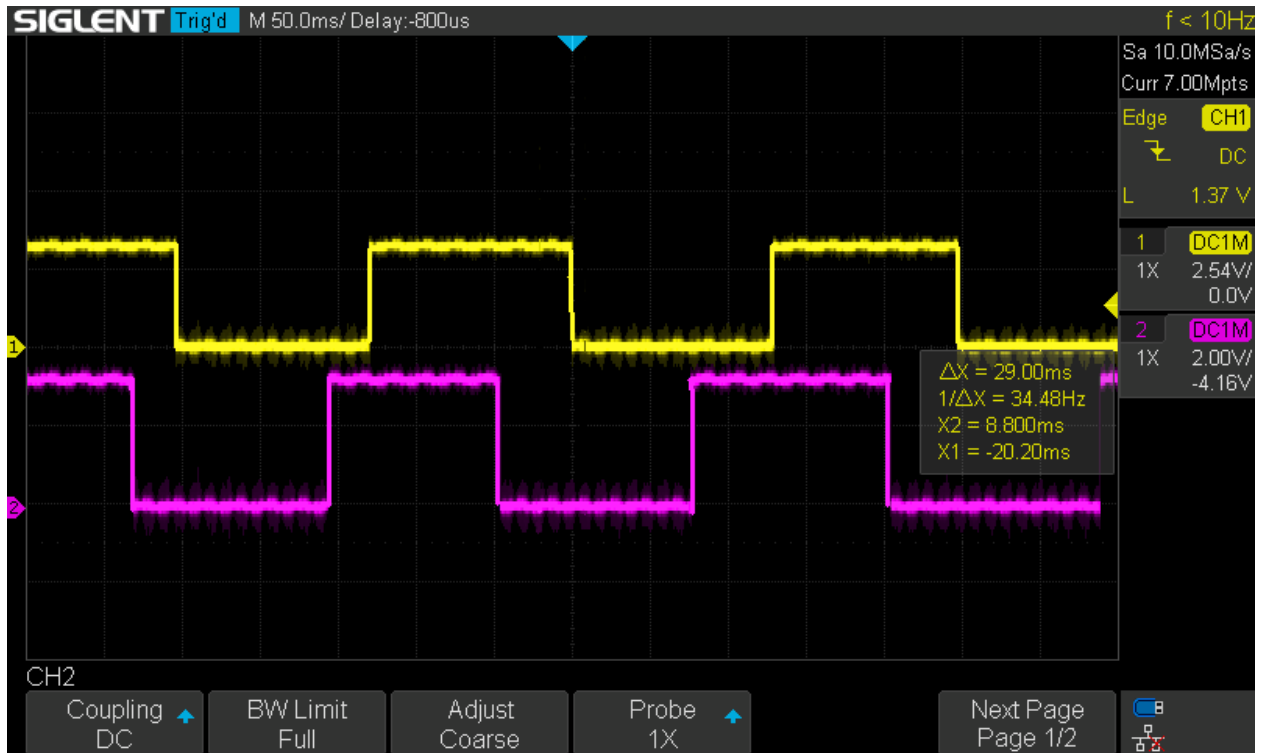 SIGLENT Trig'd M 50.0ms/ Delay:-800us f < 10Hz
Sa 10.0MSa/s
Curr 7.00Mpts
Edge CH1
DC
L 1.37 V
1 DC1M
1X 2.54V/
0.0V
2 DC1M
1X 2.00V/
-4.16V
1
ΔX = 29.00ms
1/ΔX = 34.48Hz
X2 = 8.800ms
X1 = -20.20ms
2
CH2
Coupling BW Limit Adjust Probe Next Page
DC Full Coarse 1X Page 1/2